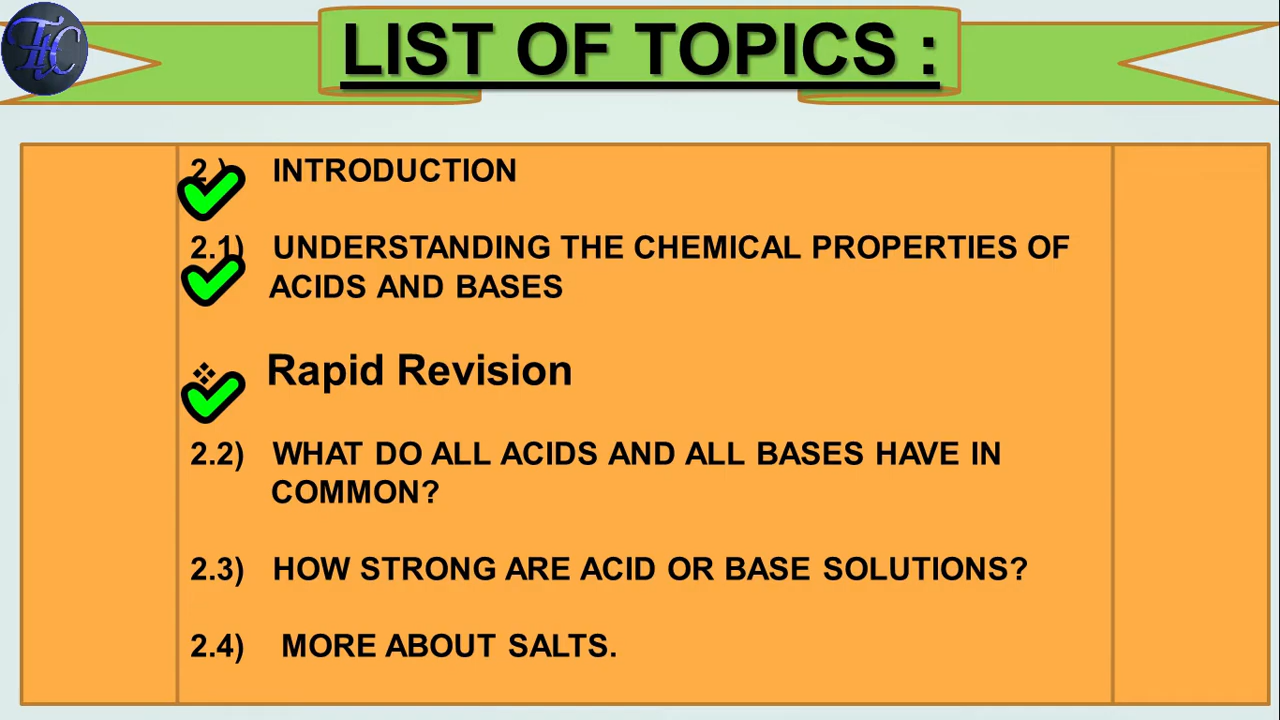 LIST OF TOPICS :
2.) INTRODUCTION
2.1) UNDERSTANDING THE CHEMICAL PROPERTIES OF
ACIDS AND BASES
❖ Rapid Revision
2.2) WHAT DO ALL ACIDS AND ALL BASES HAVE IN
COMMON?
2.3) HOW STRONG ARE ACID OR BASE SOLUTIONS?
2.4) MORE ABOUT SALTS.